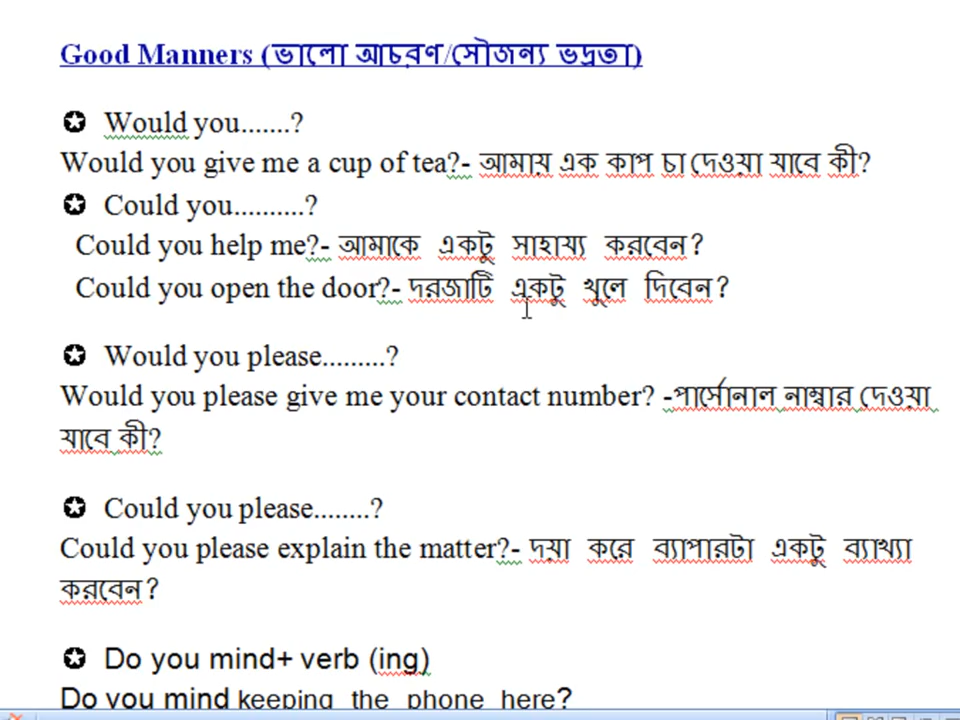 Good Manners (ভালো আচরণ/সৌজন্য ভদ্রতা)
✪ Would you.......?
Would you give me a cup of tea?- আমায় এক কাপ চা দেওয়া যাবে কী?
✪ Could you..........?
Could you help me?- আমাকে একটু সাহায্য করবেন?
Could you open the door?- দরজাটি একটু খুলে দিবেন?
✪ Would you please.........?
Would you please give me your contact number? -পার্সোনাল নাম্বার দেওয়া
যাবে কী?
✪ Could you please........?
Could you please explain the matter?- দয়া করে ব্যাপারটা একটু ব্যাখ্যা
করবেন?
✪ Do you mind+ verb (ing)
Do you mind keeping the phone here?